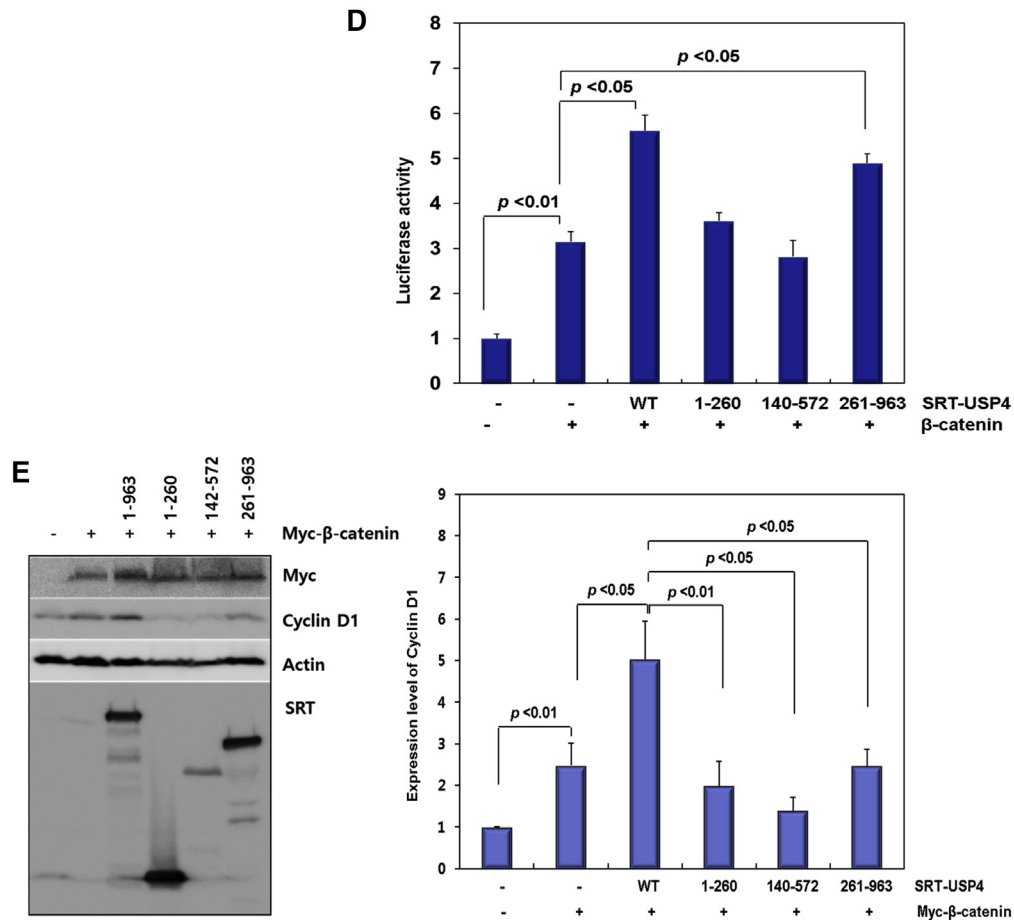 D
8
7
6
5
4
3
2
1
0
Luciferase activity
p <0.05
p <0.05
p <0.01
- - WT 1-260 140-572 261-963 SRT-USP4
- + + + + + β-catenin
E
1-963
1-260
142-572
261-963
- + + + + + Myc-β-catenin
Myc
Cyclin D1
Actin
SRT
9
8
7
6
5
4
3
2
1
0
Expression level of Cyclin D1
p <0.05
p <0.05
p <0.05
p <0.01
p <0.01
- - WT 1-260 140-572 261-963 SRT-USP4
- + + + + + Myc-β-catenin